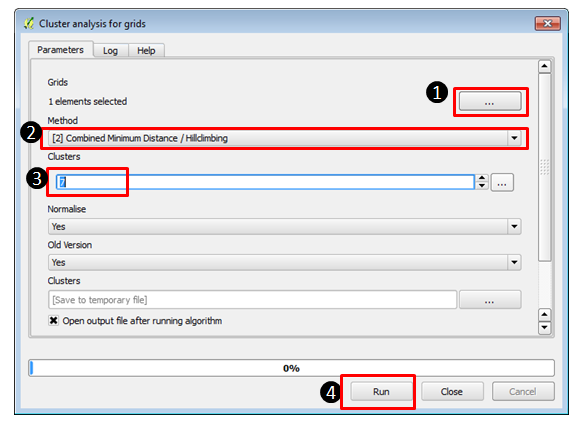 Cluster analysis for grids
Parameters Log Help
Grids
1
1 elements selected ...
Method
2
[2] Combined Minimum Distance / Hillclimbing
Clusters
3
7 ...
Normalise
Yes
Old Version
Yes
Clusters
[Save to temporary file] ...
Open output file after running algorithm
0%
4 Run Close Cancel